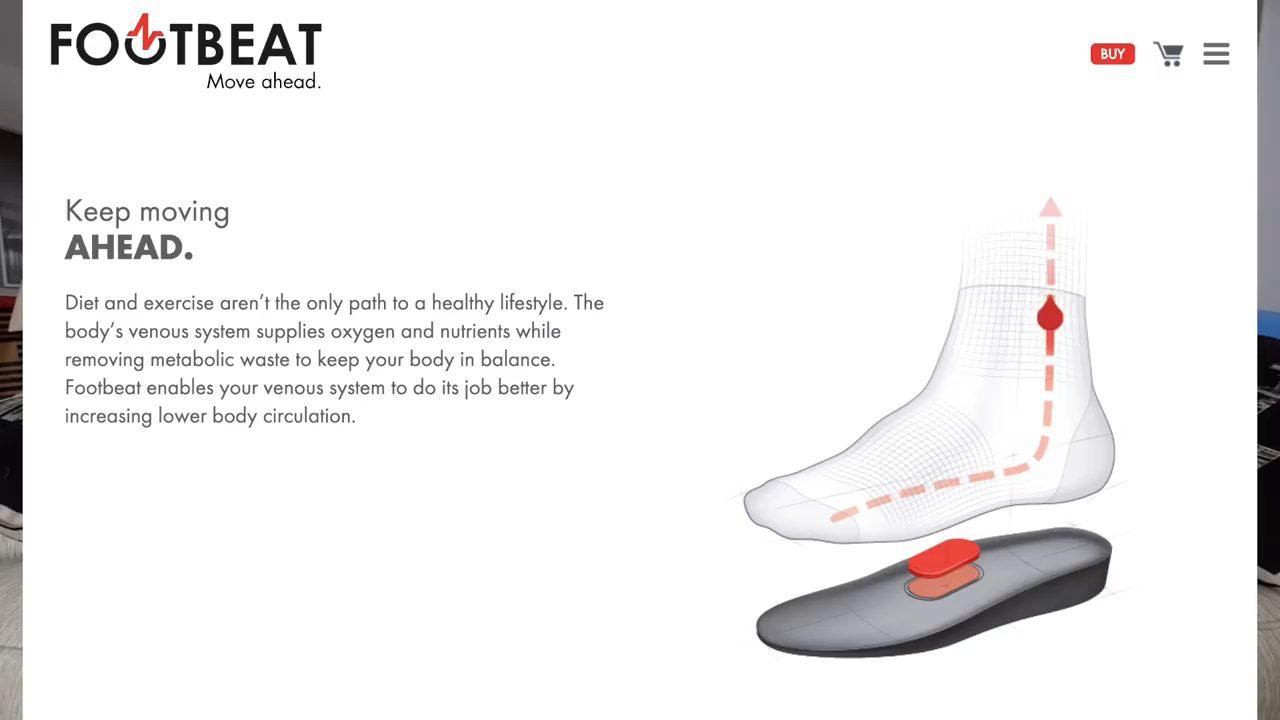 FOOTBEAT
Move ahead.
BUY
Keep moving
AHEAD.
Diet and exercise aren’t the only path to a healthy lifestyle. The
body’s venous system supplies oxygen and nutrients while
removing metabolic waste to keep your body in balance.
Footbeat enables your venous system to do its job better by
increasing lower body circulation.